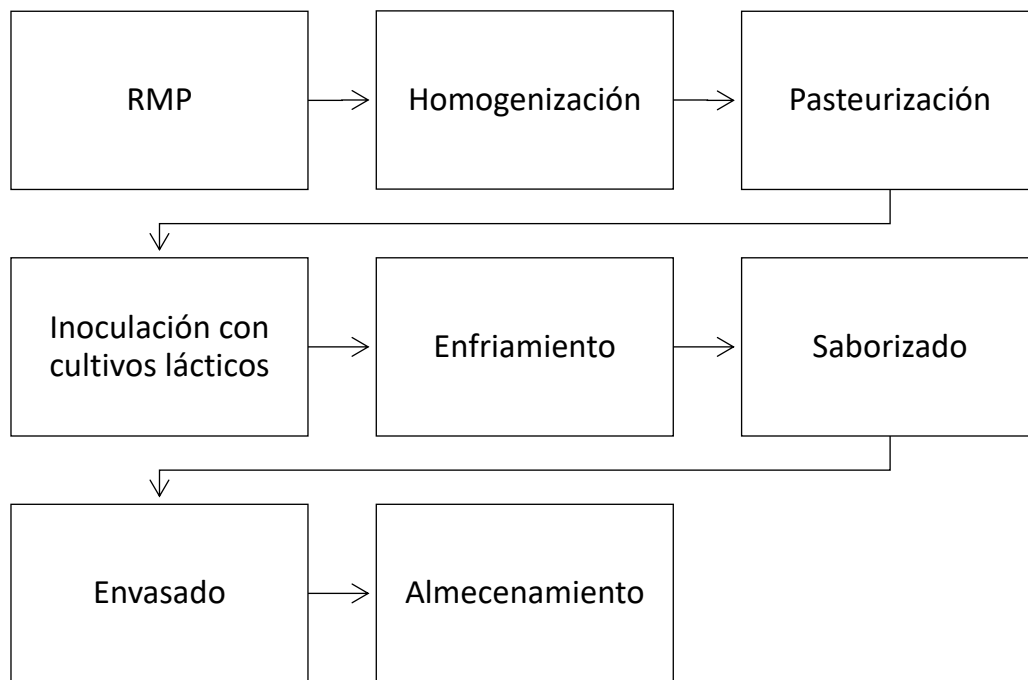 RMP
Homogenización
Pasteurización
Inoculación con
cultivos lácticos
Enfriamiento
Saborizado
Envasado
Almecenamiento